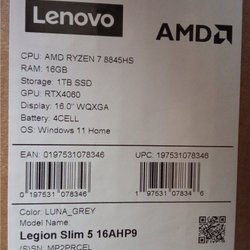 Lenovo
AMD
CPU: AMD RYZEN 7 8845HS
RAM: 16GB
Storage: 1TB SSD
GPU: RTX4060
Display: 16.0" WQXGA
Battery: 4CELL
OS: Windows 11 Home
EAN: 0197531078346
UPC: 197531078346
0 197531 078346
1 97531 07834 6
Color: LUNA_GREY
Model Name:
Legion Slim 5 16AHP9
(S)SN: MP2PRCEL